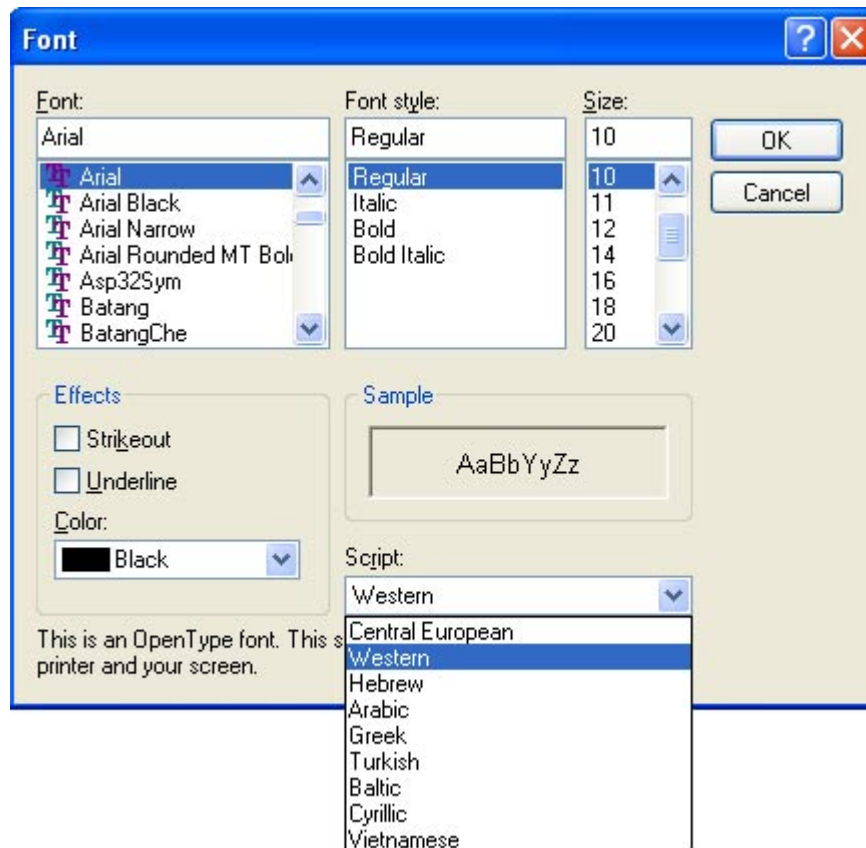 Font
Font:
Arial
Arial
Arial Black
Arial Narrow
Arial Rounded MT Bol
Asp32Sym
Batang
BatangChe
Font style:
Regular
Regular
Italic
Bold
Bold Italic
Size:
10
10
11
12
14
16
18
20
OK
Cancel
Effects
Strikeout
Underline
Color:
Black
Sample
AaBbYyZz
Script:
Western
This is an OpenType font. This s
printer and your screen.
Central European
Western
Hebrew
Arabic
Greek
Turkish
Baltic
Cyrillic
Vietnamese